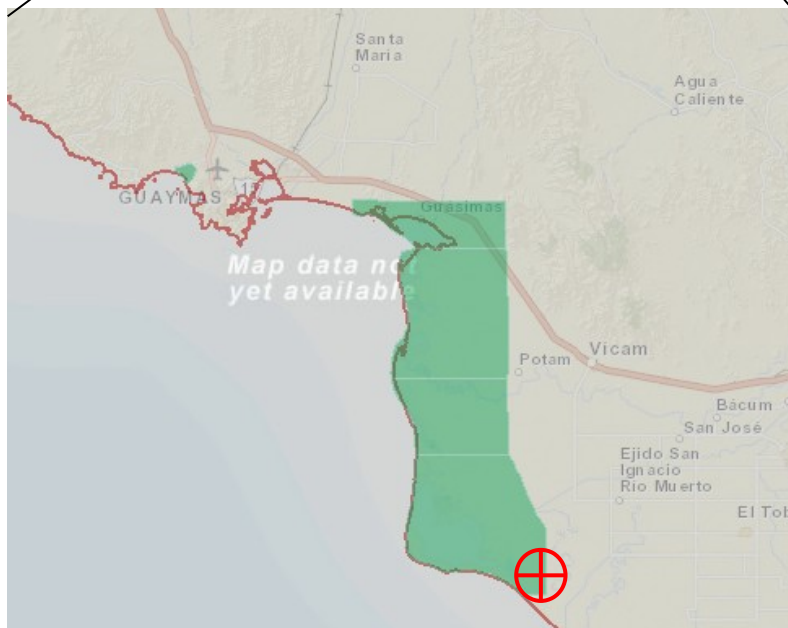 Santa
Maria
Agua
Caliente
15
GUAYMAS
Guasimas
Map data not
yet available
Potam
Vicam
Bácum
San José
Ejido San
Ignacio
Rio Muerto
El Tob